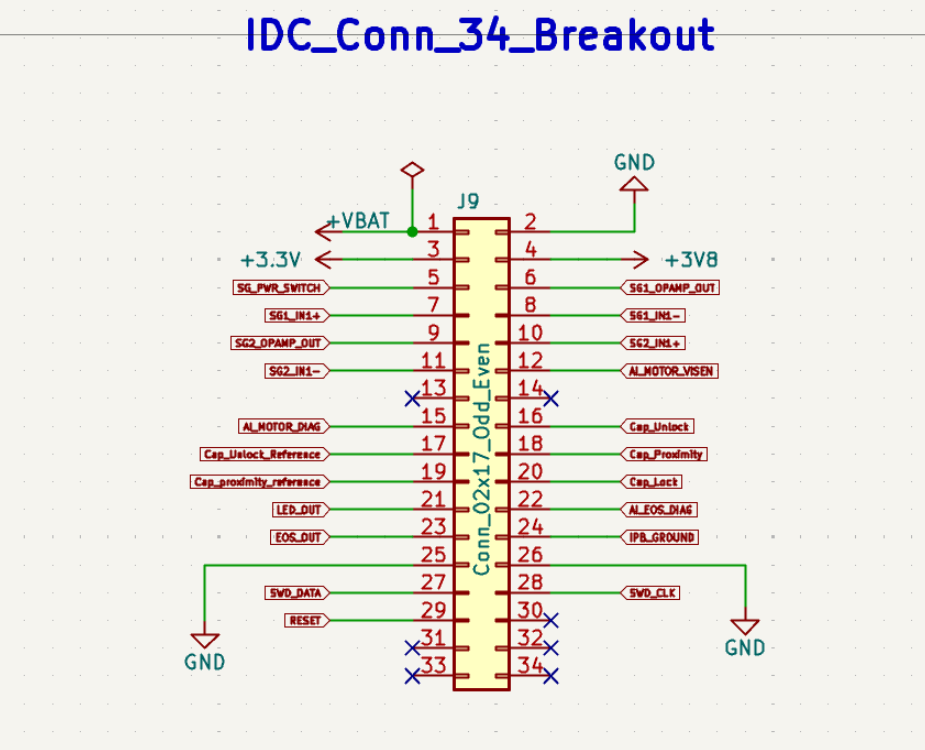 IDC_Conn_34_Breakout
GND
J9
+VBAT 1 2
+3.3V 3 4 +3V8
SG_PWR_SWITCH 5 6 SG1_OPAMP_OUT
SG1_IN1+ 7 8 SG1_IN1-
SG2_OPAMP_OUT 9 10 SG2_IN1+
SG2_IN1- 11 12 AI_MOTOR_VISEN
13 14
AI_MOTOR_DIAG 15 16 Cap_Unlock
Cap_Unlock_Reference 17 18 Cap_Proximity
Cap_proximity_reference 19 20 Cap_Lock
LED_OUT 21 22 AI_EOS_DIAG
EOS_OUT 23 24 IPB_GROUND
25 26
SWD_DATA 27 28 SWD_CLK
RESET 29 30
31 32
33 34
Conn_02x17_Odd_Even
GND GND